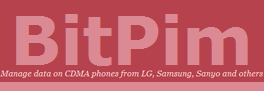 BitPim
Manage data on CDMA phones from LG, Samsung, Sanyo and others